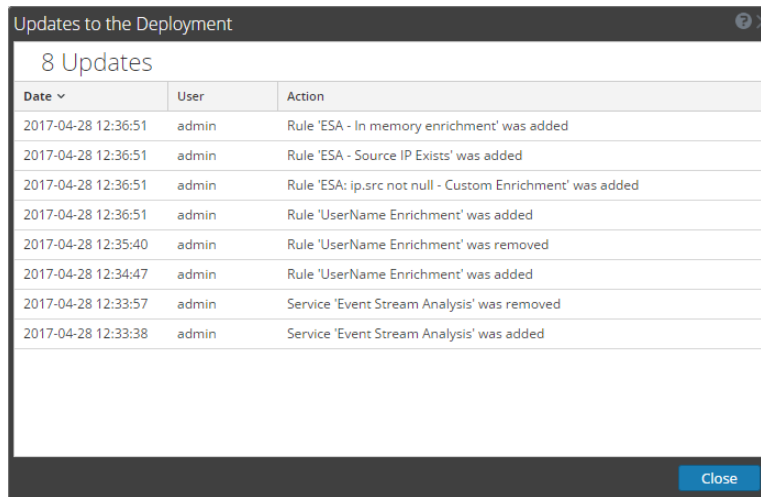 Updates to the Deployment
8 Updates
Date User Action
2017-04-28 12:36:51 admin Rule 'ESA - In memory enrichment' was added
2017-04-28 12:36:51 admin Rule 'ESA - Source IP Exists' was added
2017-04-28 12:36:51 admin Rule 'ESA: ip.src not null - Custom Enrichment' was added
2017-04-28 12:36:51 admin Rule 'UserName Enrichment' was added
2017-04-28 12:35:40 admin Rule 'UserName Enrichment' was removed
2017-04-28 12:34:47 admin Rule 'UserName Enrichment' was added
2017-04-28 12:33:57 admin Service 'Event Stream Analysis' was removed
2017-04-28 12:33:38 admin Service 'Event Stream Analysis' was added
Close